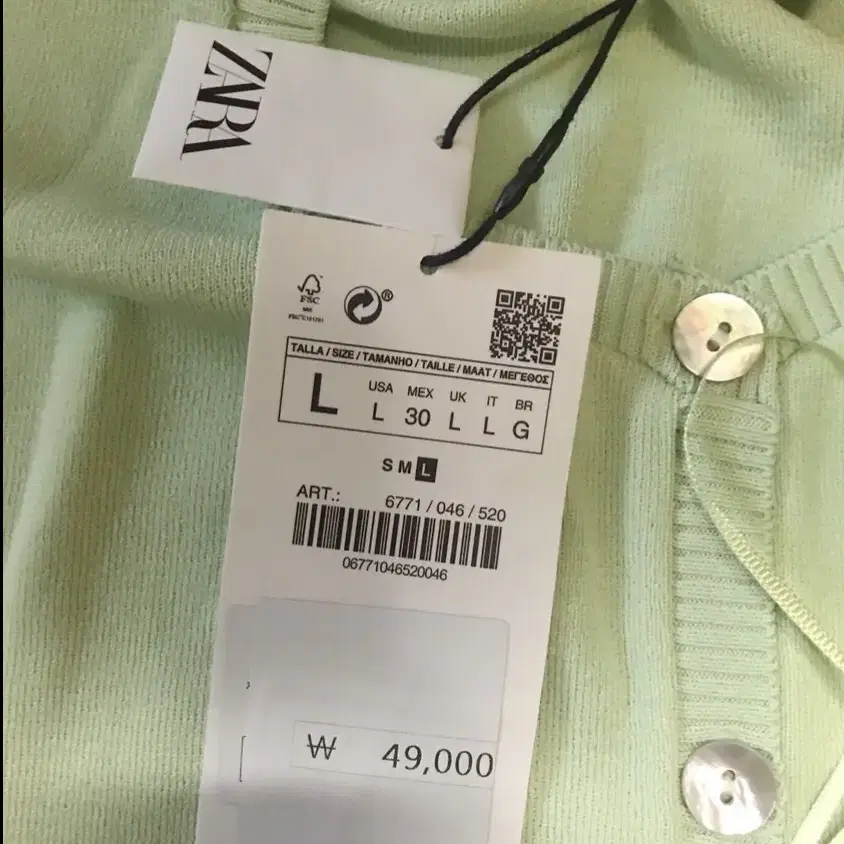 ZARA
FSC
®
TALLA / SIZE / TAMANHO / TAILLE / MAAT / ΜΕΓΕΘΟΣ
L
USA MEX UK IT BR
L 30 L L G
S M L
ART.: 6771 / 046 / 520
06771046520046
₩ 49,000